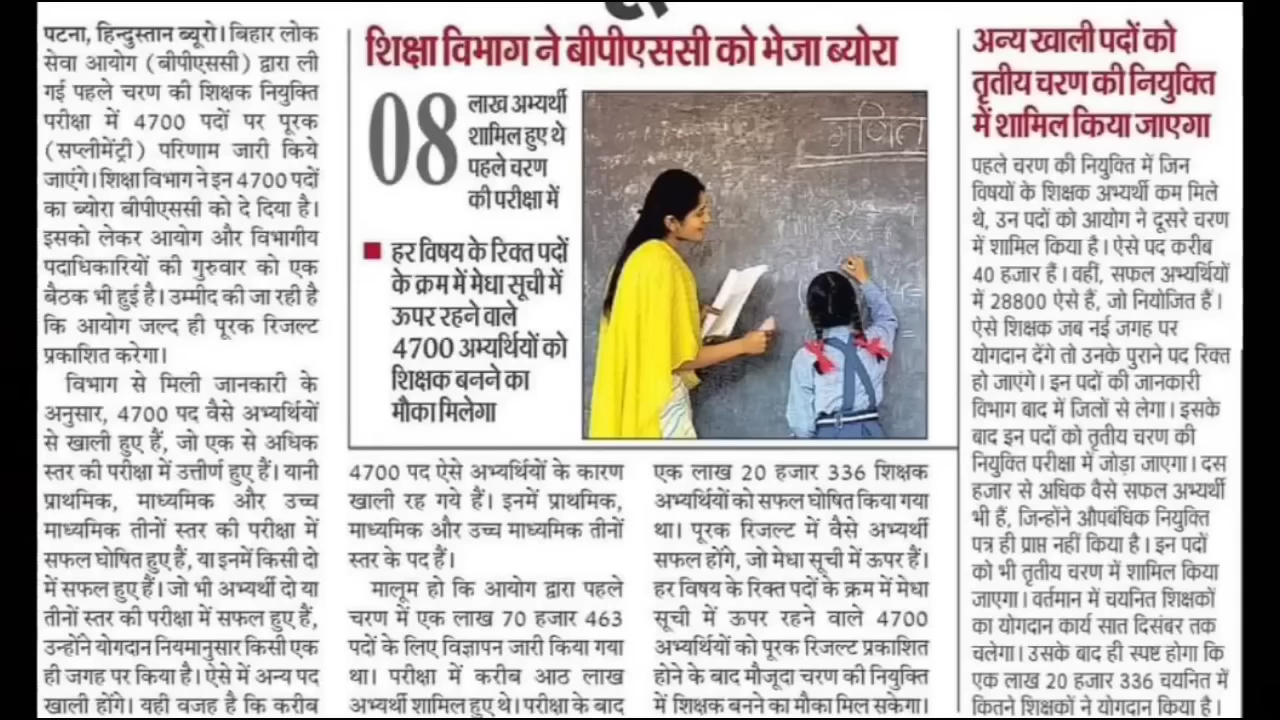 पटना, हिन्दुस्तान ब्यूरो। बिहार लोक
सेवा आयोग (बीपीएससी) द्वारा ली
गई पहले चरण की शिक्षक नियुक्ति
परीक्षा में 4700 पदों पर पूरक
(सप्लीमेंट्री) परिणाम जारी किये
जाएंगे। शिक्षा विभाग ने इन 4700 पदों
का ब्योरा बीपीएससी को दे दिया है।
इसको लेकर आयोग और विभागीय
पदाधिकारियों की गुरुवार को एक
बैठक भी हुई है। उम्मीद की जा रही है
कि आयोग जल्द ही पूरक रिजल्ट
प्रकाशित करेगा।
विभाग से मिली जानकारी के
अनुसार, 4700 पद वैसे अभ्यर्थियों
से खाली हुए हैं, जो एक से अधिक
स्तर की परीक्षा में उत्तीर्ण हुए हैं। यानी
प्राथमिक, माध्यमिक और उच्च
माध्यमिक तीनों स्तर की परीक्षा में
सफल घोषित हुए हैं, या इनमें किसी दो
में सफल हुए हैं। जो भी अभ्यर्थी दो या
तीनों स्तर की परीक्षा में सफल हुए हैं,
उन्होंने योगदान नियमानुसार किसी एक
ही जगह पर किया है। ऐसे में अन्य पद
खाली होंगे। यही वजह है कि करीब
शिक्षा विभाग ने बीपीएससी को भेजा ब्योरा
08 लाख अभ्यर्थी
शामिल हुए थे
पहले चरण
की परीक्षा में
हर विषय के रिक्त पदों
के क्रम में मेधा सूची में
ऊपर रहने वाले
4700 अभ्यर्थियों को
शिक्षक बनने का
मौका मिलेगा
गणित
4700 पद ऐसे अभ्यर्थियों के कारण
खाली रह गये हैं। इनमें प्राथमिक,
माध्यमिक और उच्च माध्यमिक तीनों
स्तर के पद हैं।
मालूम हो कि आयोग द्वारा पहले
चरण में एक लाख 70 हजार 463
पदों के लिए विज्ञापन जारी किया गया
था। परीक्षा में करीब आठ लाख
अभ्यर्थी शामिल हुए थे। परीक्षा के बाद
एक लाख 20 हजार 336 शिक्षक
अभ्यर्थियों को सफल घोषित किया गया
था। पूरक रिजल्ट में वैसे अभ्यर्थी
सफल होंगे, जो मेधा सूची में ऊपर हैं।
हर विषय के रिक्त पदों के क्रम में मेधा
सूची में ऊपर रहने वाले 4700
अभ्यर्थियों को पूरक रिजल्ट प्रकाशित
होने के बाद मौजूदा चरण की नियुक्ति
में शिक्षक बनने का मौका मिल सकेगा।
अन्य खाली पदों को
तृतीय चरण की नियुक्ति
में शामिल किया जाएगा
पहले चरण की नियुक्ति में जिन
विषयों के शिक्षक अभ्यर्थी कम मिले
थे, उन पदों को आयोग ने दूसरे चरण
में शामिल किया है। ऐसे पद करीब
40 हजार हैं। वहीं, सफल अभ्यर्थियों
में 28800 ऐसे हैं, जो नियोजित हैं।
ऐसे शिक्षक जब नई जगह पर
योगदान देंगे तो उनके पुराने पद रिक्त
हो जाएंगे। इन पदों की जानकारी
विभाग बाद में जिलों से लेगा। इसके
बाद इन पदों को तृतीय चरण की
नियुक्ति परीक्षा में जोड़ा जाएगा। दस
हजार से अधिक वैसे सफल अभ्यर्थी
भी हैं, जिन्होंने औपबंधिक नियुक्ति
पत्र ही प्राप्त नहीं किया है। इन पदों
को भी तृतीय चरण में शामिल किया
जाएगा। वर्तमान में चयनित शिक्षकों
का योगदान कार्य सात दिसंबर तक
चलेगा। उसके बाद ही स्पष्ट होगा कि
एक लाख 20 हजार 336 चयनित में
कितने शिक्षकों ने योगदान किया है।